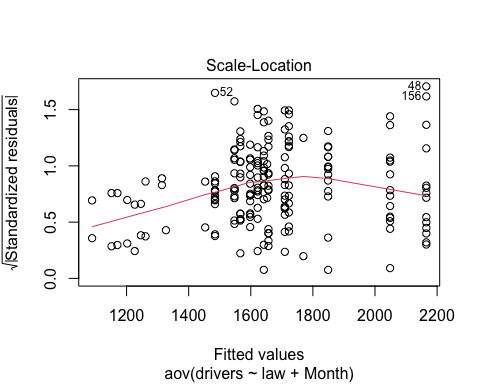 Scale-Location
√|Standardized residuals|
1.5
1.0
0.5
0.0
52
48
156
1200 1400 1600 1800 2000 2200
Fitted values
aov(drivers ~ law + Month)